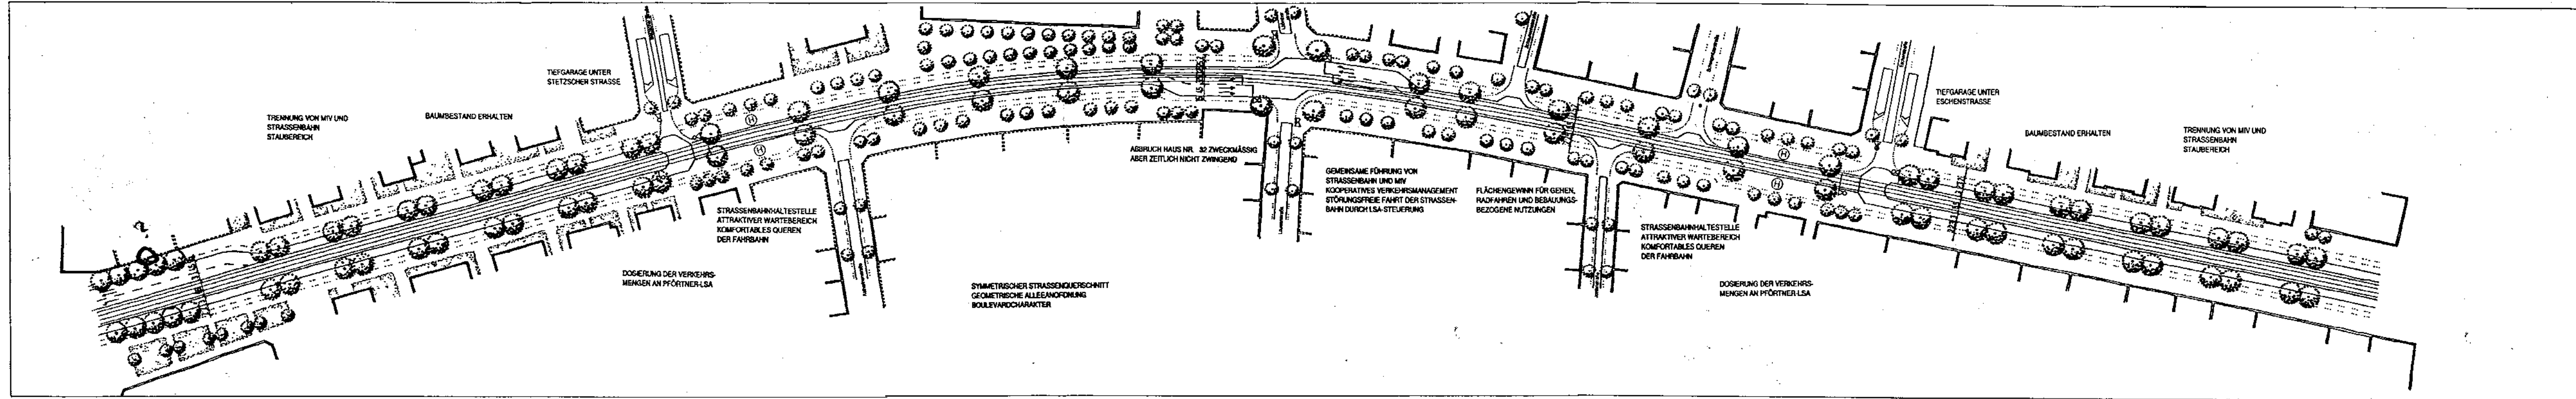 TRENNUNG VON MIV UND
STRASSENBAHN
STAUBEREICH
BAUMBESTAND ERHALTEN
TIEFGARAGE UNTER
STETZSCHER STRASSE
?
H
H
STRASSENBAHNHALTESTELLE
ATTRAKTIVER WARTEBEREICH
KOMFORTABLES QUEREN
DER FAHRBAHN
DOSIERUNG DER VERKEHRS-
MENGEN AN PFÖRTNER-LSA
SYMMETRISCHER STRASSENQUERSCHNITT
GEOMETRISCHE ALLEEANORDNUNG
BOULEVARDCHARAKTER
ABBRUCH HAUS NR. 32 ZWECKMÄSSIG
ABER ZEITLICH NICHT ZWINGEND
GEMEINSAME FÜHRUNG VON
STRASSENBAHN UND MIV
KOOPERATIVES VERKEHRSMANAGEMENT
STÖRUNGSFREIE FAHRT DER STRASSEN-
BAHN DURCH LSA-STEUERUNG
FLÄCHENGEWINN FÜR GEHEN,
RADFAHREN UND BEBAUUNGS-
BEZOGENE NUTZUNGEN
H
H
STRASSENBAHNHALTESTELLE
ATTRAKTIVER WARTEBEREICH
KOMFORTABLES QUEREN
DER FAHRBAHN
DOSIERUNG DER VERKEHRS-
MENGEN AN PFÖRTNER-LSA
TIEFGARAGE UNTER
ESCHENSTRASSE
BAUMBESTAND ERHALTEN
TRENNUNG VON MIV UND
STRASSENBAHN
STAUBEREICH